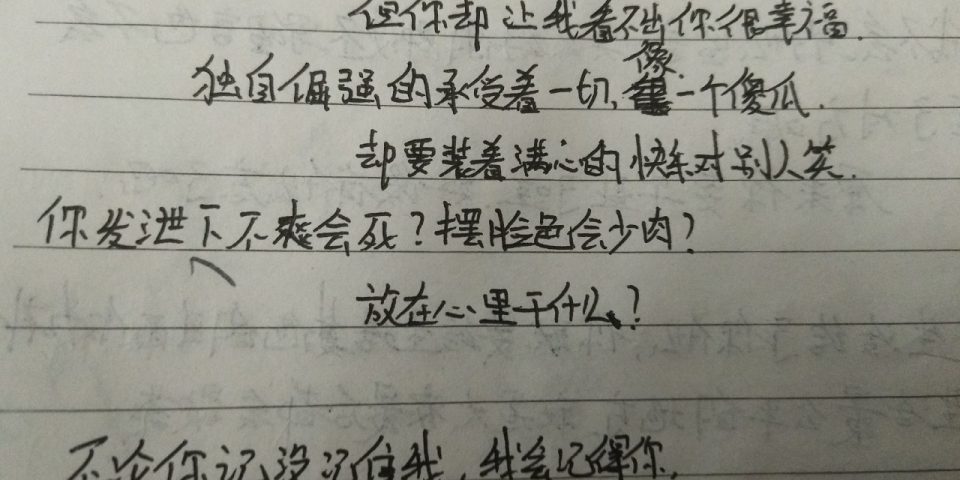 但你却让我看不出你很幸福.
独自倔强的承受着一切,像一个傻瓜.
却要装着满心的快乐对别人笑.
你发泄下不爽会死?摆脸色会少肉?
放在心里干什么?
不论你记没记住我,我会记得你.